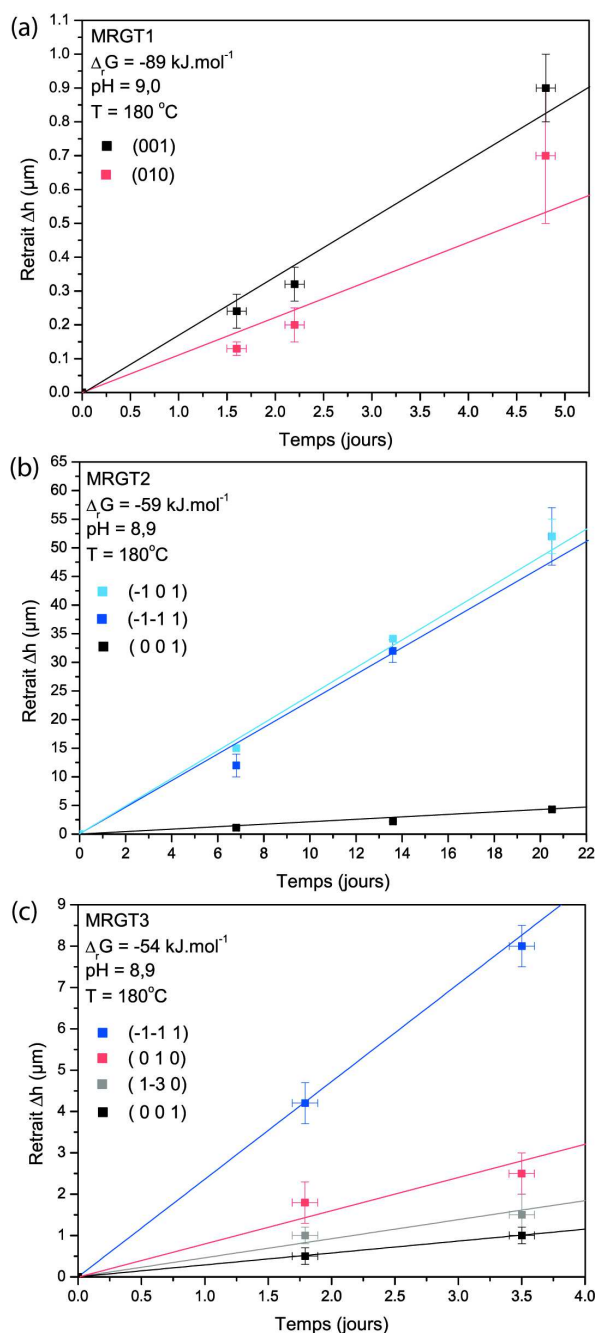 (a)
MRGT1
ΔrG = -89 kJ.mol-1
pH = 9,0
T = 180 °C
(001)
(010)
Retrait Δh (µm)
1.0
0.9
0.8
0.7
0.6
0.5
0.4
0.3
0.2
0.1
0.0
0.0 0.5 1.0 1.5 2.0 2.5 3.0 3.5 4.0 4.5 5.0
Temps (jours)
(b)
MRGT2
ΔrG = -59 kJ.mol-1
pH = 8,9
T = 180°C
(-1 0 1)
(-1-1 1)
( 0 0 1)
Retrait Δh (µm)
65
60
55
50
45
40
35
30
25
20
15
10
5
0
0 2 4 6 8 10 12 14 16 18 20 22
Temps (jours)
(c)
MRGT3
ΔrG = -54 kJ.mol-1
pH = 8,9
T = 180°C
(-1-1 1)
( 0 1 0)
( 1-3 0)
( 0 0 1)
Retrait Δh (µm)
9
8
7
6
5
4
3
2
1
0
0.0 0.5 1.0 1.5 2.0 2.5 3.0 3.5 4.0
Temps (jours)